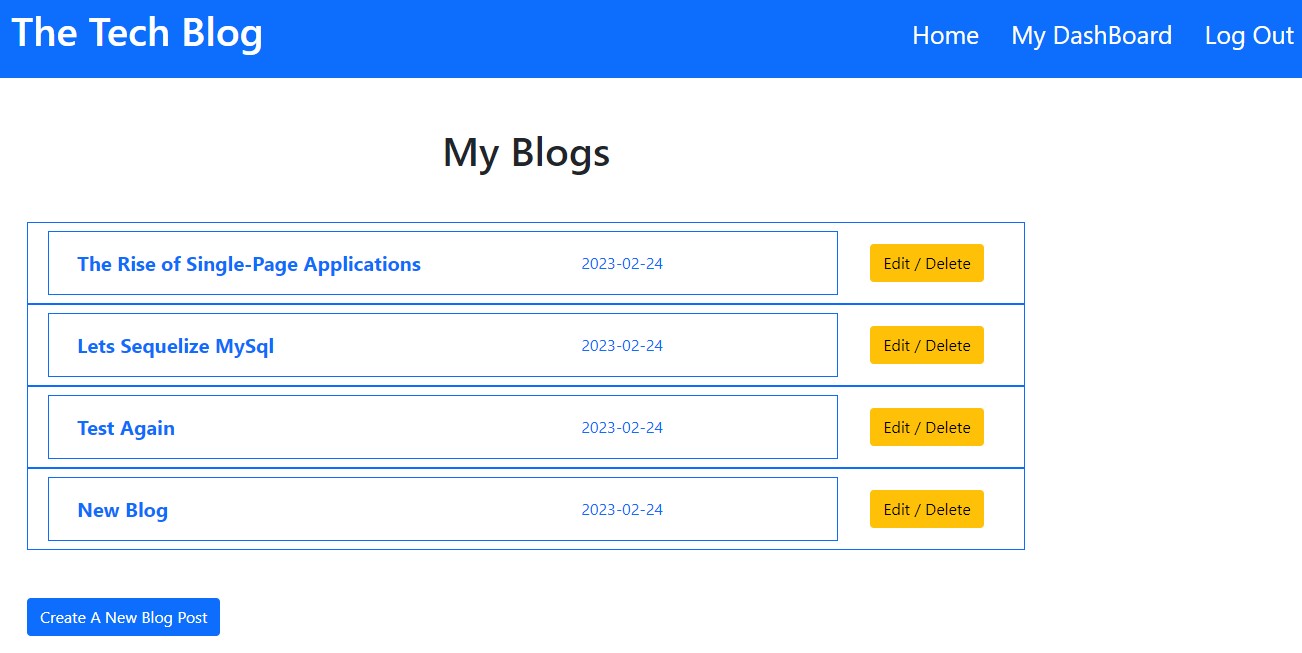 The Tech Blog Home My DashBoard Log Out
My Blogs
The Rise of Single-Page Applications 2023-02-24 Edit / Delete
Lets Sequelize MySql 2023-02-24 Edit / Delete
Test Again 2023-02-24 Edit / Delete
New Blog 2023-02-24 Edit / Delete
Create A New Blog Post